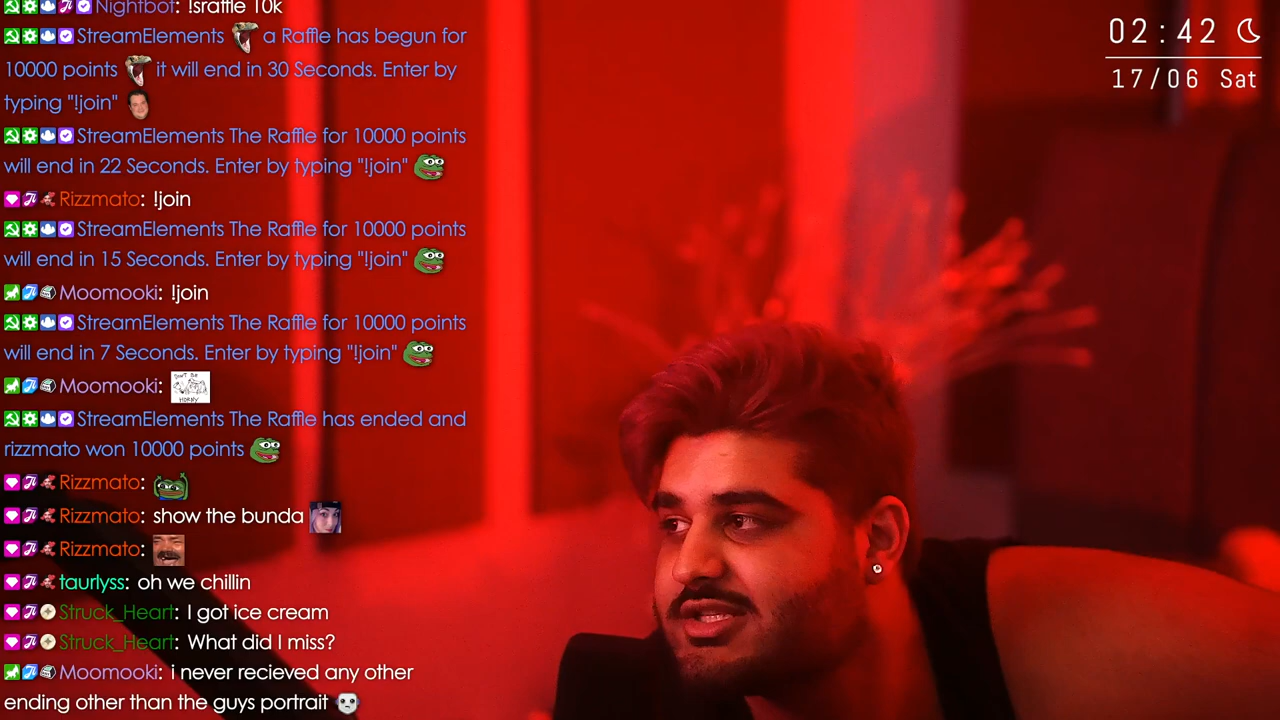 Nightbot: !sraffle 10k
StreamElements a Raffle has begun for
10000 points it will end in 30 Seconds. Enter by
typing "!join"
StreamElements The Raffle for 10000 points
will end in 22 Seconds. Enter by typing "!join"
Rizzmato: !join
StreamElements The Raffle for 10000 points
will end in 15 Seconds. Enter by typing "!join"
Moomooki: !join
StreamElements The Raffle for 10000 points
will end in 7 Seconds. Enter by typing "!join"
Moomooki: DON'T BE
HORNY
StreamElements The Raffle has ended and
rizzmato won 10000 points
Rizzmato:
Rizzmato: show the bunda
Rizzmato:
taurlyss: oh we chillin
Struck_Heart: I got ice cream
Struck_Heart: What did I miss?
Moomooki: i never recieved any other
ending other than the guys portrait
02:42
17/06 Sat